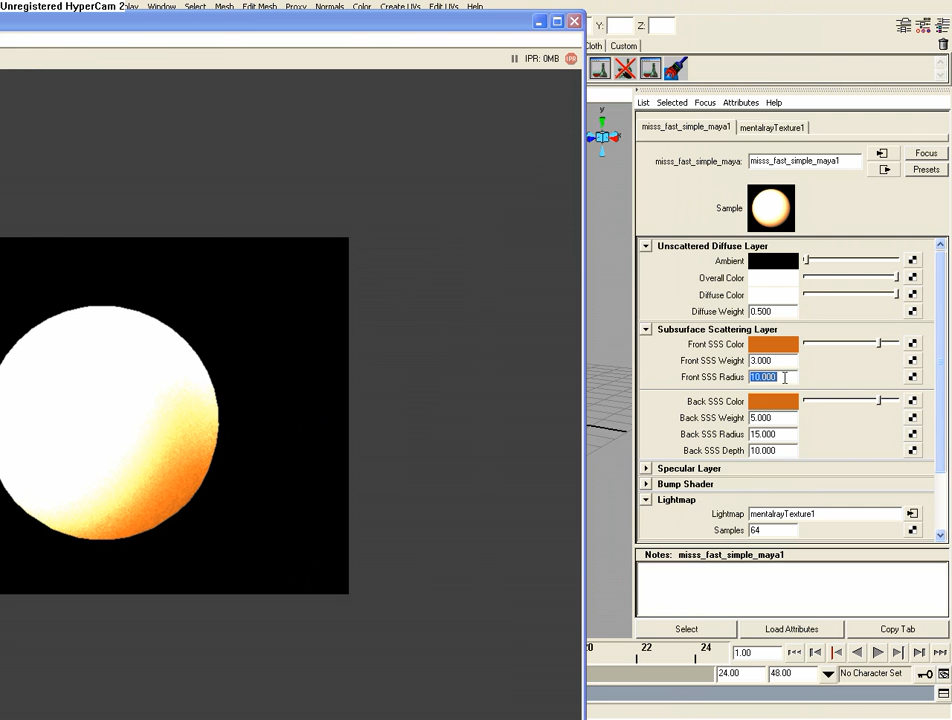 Unregistered HyperCam 2
play Window Select Mesh Edit Mesh Proxy Normals Color Create UVs Edit UVs Help
Y: Z:
Cloth Custom
IPR: 0MB
IPR
List Selected Focus Attributes Help
y
misss_fast_simple_maya1 mentalrayTexture1
misss_fast_simple_maya: misss_fast_simple_maya1
Focus
Presets
Sample
Unscattered Diffuse Layer
Ambient
Overall Color
Diffuse Color
Diffuse Weight 0.500
Subsurface Scattering Layer
Front SSS Color
Front SSS Weight 3.000
Front SSS Radius 10.000
Back SSS Color
Back SSS Weight 5.000
Back SSS Radius 15.000
Back SSS Depth 10.000
Specular Layer
Bump Shader
Lightmap
Lightmap mentalrayTexture1
Samples 64
Notes: misss_fast_simple_maya1
Select Load Attributes Copy Tab
20 22 24 1.00
24.00 48.00 No Character Set